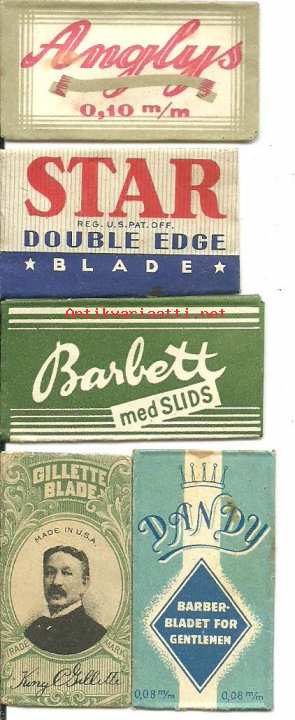 Anglys
0,10 m/m
STAR
REG. U.S. PAT. OFF.
DOUBLE EDGE
★ BLADE ★
Antikvariaatti.net
Barbett
med SLIDS
GILLETTE
BLADE
MADE IN U.S.A.
TRADE MARK
King C Gillette
DANDY
BARBER-
BLADET FOR
GENTLEMEN
0,08 m/m 0,08 m/m